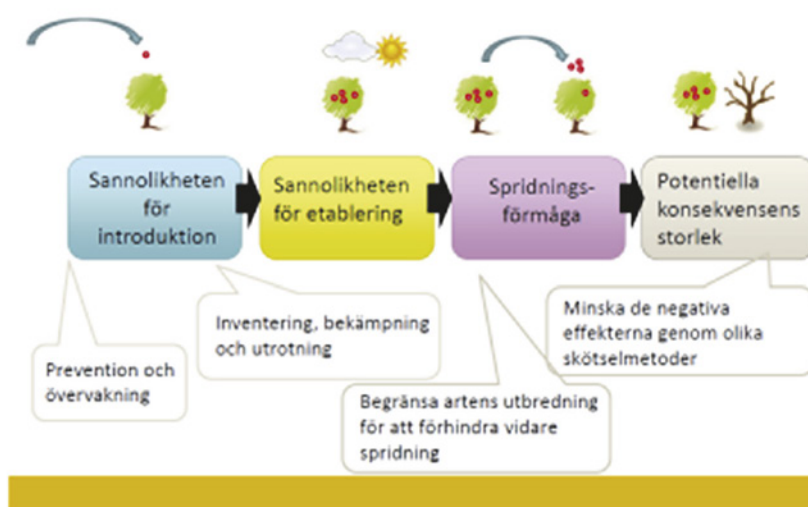 Sannolikheten
för
introduktion
Sannolikheten
för etablering
Spridnings-
förmåga
Potentiella
konsekvensens
storlek
Prevention och
övervakning
Inventering, bekämpning
och utrotning
Begränsa artens utbredning
för att förhindra vidare
spridning
Minska de negativa
effekterna genom olika
skötselmetoder